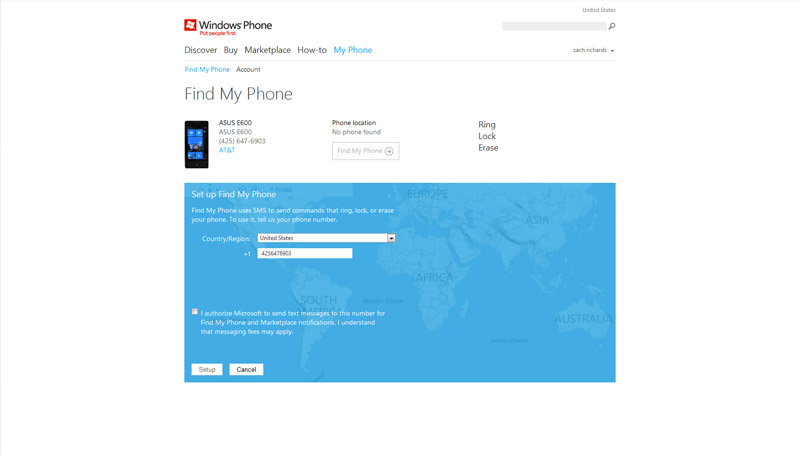 United States
Windows Phone
Put people first.
Discover Buy Marketplace How-to My Phone
zach richards
Find My Phone Account
Find My Phone
ASUS E600
ASUS E600
(425) 647-6903
AT&T
Phone location
No phone found
Find My Phone
Ring
Lock
Erase
Set up Find My Phone
Find My Phone uses SMS to send commands that ring, lock, or erase
your phone. To use it, tell us your phone number.
Country/Region: United States
+1 4256476903
I authorize Microsoft to send text messages to this number for
Find My Phone and Marketplace notifications. I understand
that messaging fees may apply.
Setup Cancel
EUROPE
ASIA
AFRICA
SOUTH
AMERICA
Atlantic Ocean
Indian Ocean
AUSTRALIA